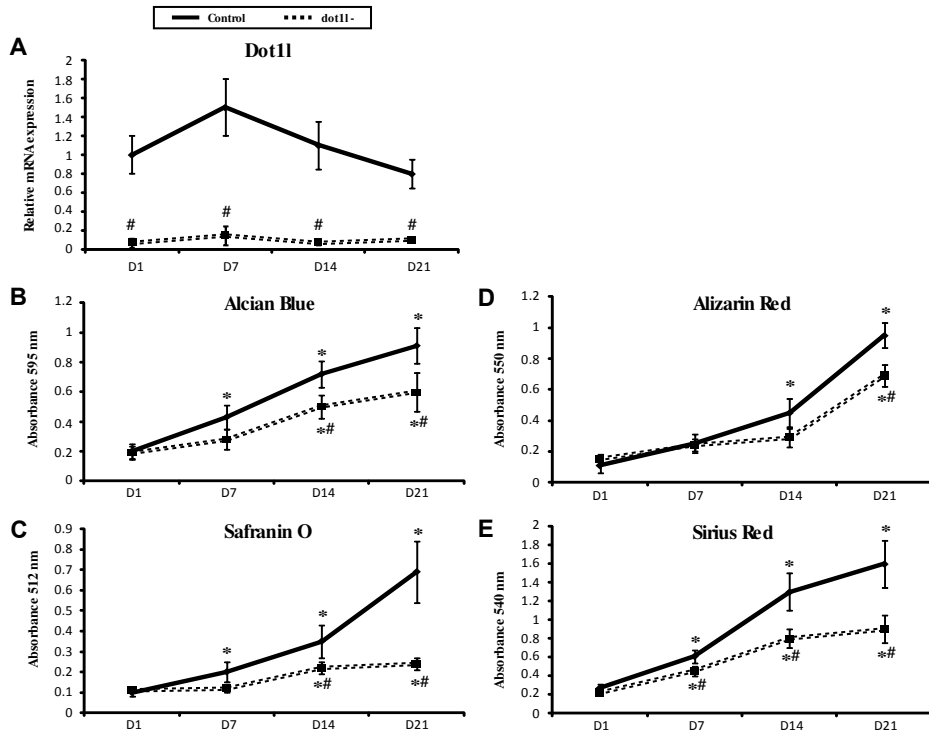 Control dot1l-
A
Dot1l
Relative mRNA expression
2
1.8
1.6
1.4
1.2
1
0.8
0.6
0.4
0.2
0
# # # #
D1 D7 D14 D21
B
Alcian Blue
Absorbance 595 nm
1.2
1
0.8
0.6
0.4
0.2
0
* * *
*# *#
D1 D7 D14 D21
C
Safranin O
Absorbance 512 nm
0.9
0.8
0.7
0.6
0.5
0.4
0.3
0.2
0.1
0
* * *
*# *#
D1 D7 D14 D21
D
Alizarin Red
Absorbance 550 nm
1.2
1
0.8
0.6
0.4
0.2
0
* *
*#
D1 D7 D14 D21
E
Sirius Red
Absorbance 540 nm
2
1.8
1.6
1.4
1.2
1
0.8
0.6
0.4
0.2
0
* * *
*# *# *#
D1 D7 D14 D21